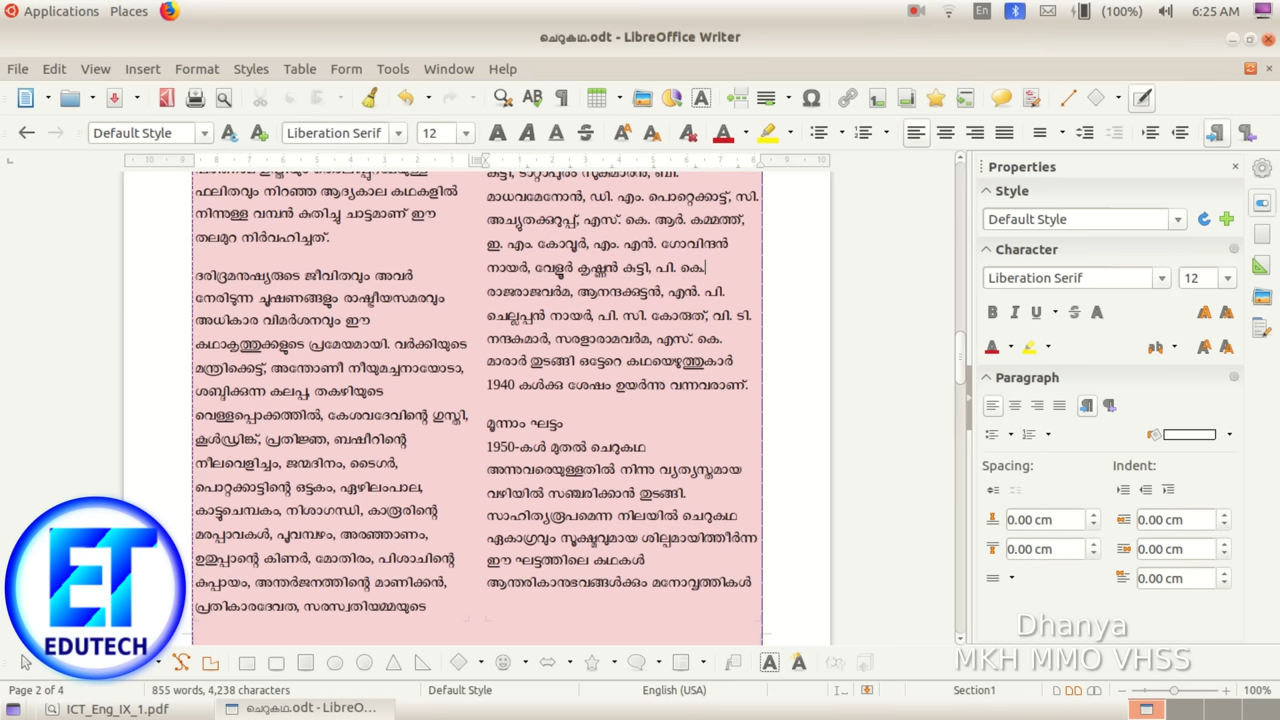 Applications Places
En
(100%)
6:25 AM
ചെറുകഥ.odt - LibreOffice Writer
File Edit View Insert Format Styles Table Form Tools Window Help
Default Style
Liberation Serif
12
ഫലിതവും നിറഞ്ഞ ആദ്യകാല കഥകളിൽ
നിന്നുള്ള വമ്പൻ കുതിച്ചു ചാട്ടമാണ് ഈ
തലമുറ നിർവഹിച്ചത്.
ദരിദ്രമനുഷ്യരുടെ ജീവിതവും അവർ
നേരിടുന്ന ചൂഷണങ്ങളും രാഷ്ട്രീയസമരവും
അധികാര വിമർശനവും ഈ
കഥാകൃത്തുക്കളുടെ പ്രമേയമായി. വർക്കിയുടെ
മന്ത്രിക്കെട്ട്, അന്തോണീ നീയുമച്ചനായോടാ,
ശബ്ദിക്കുന്ന കലപ്പ, തകഴിയുടെ
വെള്ളപ്പൊക്കത്തിൽ, കേശവദേവിന്റെ ഗുസ്തി,
കൂൾഡ്രിങ്ക്, പ്രതിജ്ഞ, ബഷീറിന്റെ
നീലവെളിച്ചം, ജന്മദിനം, ടൈഗർ,
പൊറ്റക്കാട്ടിന്റെ ഒട്ടകം, ഏഴിലംപാല,
കാട്ടുചെമ്പകം, നിശാഗന്ധി, കാരൂരിന്റെ
മരപ്പാവകൾ, പൂവമ്പഴം, അരഞ്ഞാണം,
ഉതുപ്പാന്റെ കിണർ, മോതിരം, പിശാചിന്റെ
കുപ്പായം, അന്തർജനത്തിന്റെ മാണിക്കൻ,
പ്രതികാരദേവത, സരസ്വതിയമ്മയുടെ
കുട്ടി, ടാറ്റാപുരം സുകുമാരൻ, ബി.
മാധവമേനോൻ, ഡി. എം. പൊറ്റെക്കാട്ട്, സി.
അച്യുതക്കുറുപ്പ്, എസ്. കെ. ആർ. കമ്മത്ത്,
ഇ. എം. കോവൂർ, എം. എൻ. ഗോവിന്ദൻ
നായർ, വേളൂർ കൃഷ്ണൻ കുട്ടി, പി. കെ.
രാജരാജവർമ, ആനന്ദക്കുട്ടൻ, എൻ. പി.
ചെല്ലപ്പൻ നായർ, പി. സി. കോരുത്, വി. ടി.
നന്ദകുമാർ, സരളാരാമവർമ, എസ്. കെ.
മാരാർ തുടങ്ങി ഒട്ടേറെ കഥയെഴുത്തുകാർ
1940 കൾക്കു ശേഷം ഉയർന്നു വന്നവരാണ്.
മൂന്നാം ഘട്ടം
1950-കൾ മുതൽ ചെറുകഥ
അന്നുവരെയുള്ളതിൽ നിന്നു വ്യത്യസ്തമായ
വഴിയിൽ സഞ്ചരിക്കാൻ തുടങ്ങി.
സാഹിത്യരൂപമെന്ന നിലയിൽ ചെറുകഥ
ഏകാഗ്രവും സൂക്ഷ്മവുമായ ശില്പമായിത്തീർന്ന
ഈ ഘട്ടത്തിലെ കഥകൾ
ആന്തരികാനുഭവങ്ങൾക്കും മനോവൃത്തികൾ
Properties
Style
Default Style
Character
Liberation Serif 12
Paragraph
Spacing: Indent:
0.00 cm 0.00 cm
0.00 cm 0.00 cm
0.00 cm
ET
EDUTECH
Dhanya
MKH MMO VHSS
Page 2 of 4 855 words, 4,238 characters Default Style English (USA) Section1 100%
ICT_Eng_IX_1.pdf ചെറുകഥ.odt - LibreO...